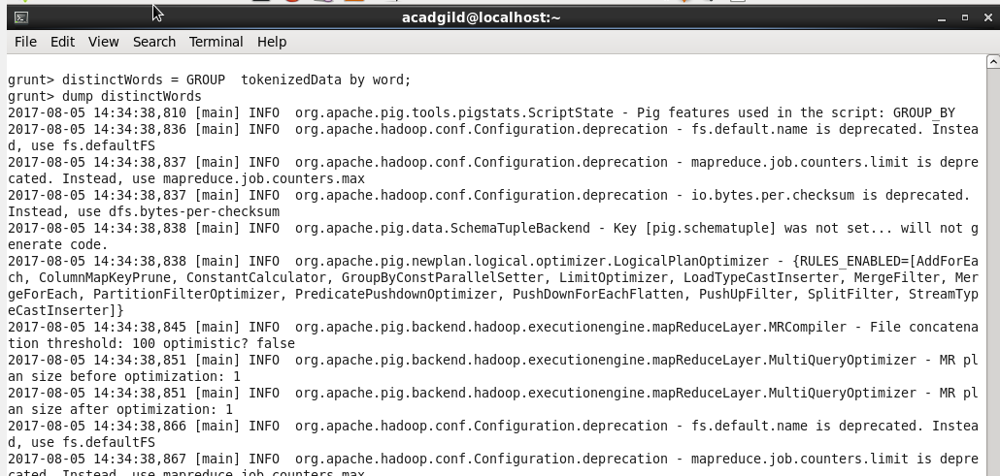 acadgild@localhost:~
File Edit View Search Terminal Help
grunt> distinctWords = GROUP  tokenizedData by word;
grunt> dump distinctWords
2017-08-05 14:34:38,810 [main] INFO  org.apache.pig.tools.pigstats.ScriptState - Pig features used in the script: GROUP_BY
2017-08-05 14:34:38,836 [main] INFO  org.apache.hadoop.conf.Configuration.deprecation - fs.default.name is deprecated. Instea
d, use fs.defaultFS
2017-08-05 14:34:38,837 [main] INFO  org.apache.hadoop.conf.Configuration.deprecation - mapreduce.job.counters.limit is depre
cated. Instead, use mapreduce.job.counters.max
2017-08-05 14:34:38,837 [main] INFO  org.apache.hadoop.conf.Configuration.deprecation - io.bytes.per.checksum is deprecated.
Instead, use dfs.bytes-per-checksum
2017-08-05 14:34:38,838 [main] INFO  org.apache.pig.data.SchemaTupleBackend - Key [pig.schematuple] was not set... will not g
enerate code.
2017-08-05 14:34:38,838 [main] INFO  org.apache.pig.newplan.logical.optimizer.LogicalPlanOptimizer - {RULES_ENABLED=[AddForEa
ch, ColumnMapKeyPrune, ConstantCalculator, GroupByConstParallelSetter, LimitOptimizer, LoadTypeCastInserter, MergeFilter, Mer
geForEach, PartitionFilterOptimizer, PredicatePushdownOptimizer, PushDownForEachFlatten, PushUpFilter, SplitFilter, StreamTyp
eCastInserter]}
2017-08-05 14:34:38,845 [main] INFO  org.apache.pig.backend.hadoop.executionengine.mapReduceLayer.MRCompiler - File concatena
tion threshold: 100 optimistic? false
2017-08-05 14:34:38,851 [main] INFO  org.apache.pig.backend.hadoop.executionengine.mapReduceLayer.MultiQueryOptimizer - MR pl
an size before optimization: 1
2017-08-05 14:34:38,851 [main] INFO  org.apache.pig.backend.hadoop.executionengine.mapReduceLayer.MultiQueryOptimizer - MR pl
an size after optimization: 1
2017-08-05 14:34:38,866 [main] INFO  org.apache.hadoop.conf.Configuration.deprecation - fs.default.name is deprecated. Instea
d, use fs.defaultFS
2017-08-05 14:34:38,867 [main] INFO  org.apache.hadoop.conf.Configuration.deprecation - mapreduce.job.counters.limit is depre
cated. Instead, use mapreduce.job.counters.max